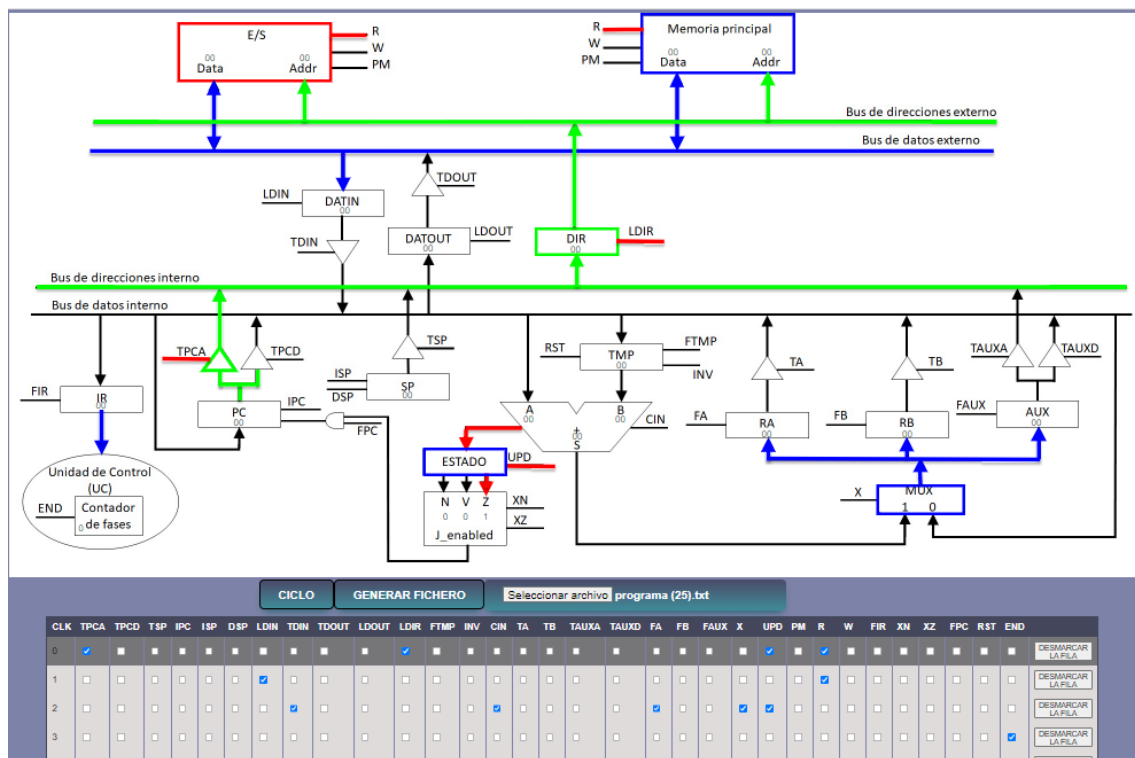 E/S
R
W
PM
00
Data
00
Addr
R
W
PM
Memoria principal
00
Data
00
Addr
Bus de direcciones externo
Bus de datos externo
LDIN
DATIN
00
TDIN
TDOUT
DATOUT
00
LDOUT
DIR
00
LDIR
Bus de direcciones interno
Bus de datos interno
TPCA
TPCD
TSP
ISP
DSP
SP
00
FIR
IR
00
PC
00
IPC
FPC
RST
TMP
00
FTMP
INV
A
00
B
00
+
00
S
CIN
TA
TB
TAUXA
TAUXD
FA
RA
00
FB
RB
00
FAUX
AUX
00
Unidad de Control
(UC)
END
Contador
0 de fases
ESTADO
UPD
N V Z
0 0 1
J_enabled
XN
XZ
X
MUX
1 0
CICLO
GENERAR FICHERO
Seleccionar archivo programa (25).txt
CLK TPCA TPCD TSP IPC ISP DSP LDIN TDIN TDOUT LDOUT LDIR FTMP INV CIN TA TB TAUXA TAUXD FA FB FAUX X UPD PM R W FIR XN XZ FPC RST END
0 DESMARCAR
LA FILA
1 DESMARCAR
LA FILA
2 DESMARCAR
LA FILA
3 DESMARCAR
LA FILA